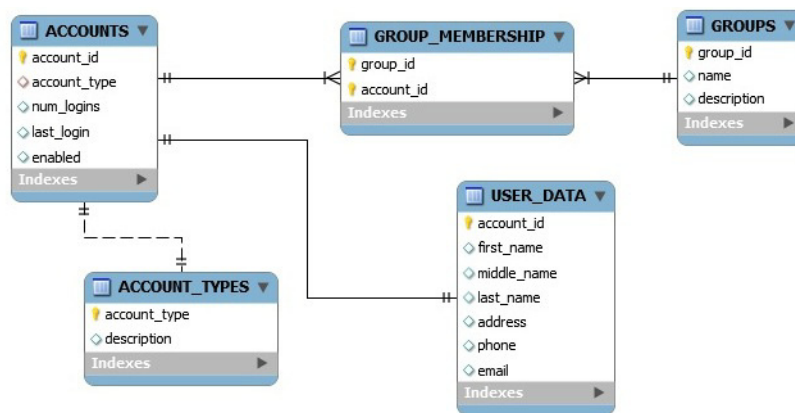 ACCOUNTS
account_id
account_type
num_logins
last_login
enabled
Indexes
GROUP_MEMBERSHIP
group_id
account_id
Indexes
GROUPS
group_id
name
description
Indexes
USER_DATA
account_id
first_name
middle_name
last_name
address
phone
email
Indexes
ACCOUNT_TYPES
account_type
description
Indexes